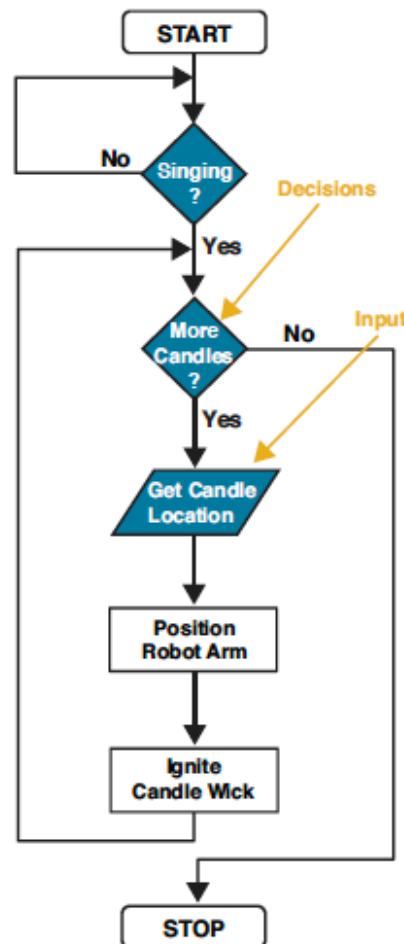 START
No
Singing
?
Decisions
Yes
More
Candles
?
No
Input
Yes
Get Candle
Location
Position
Robot Arm
Ignite
Candle Wick
STOP